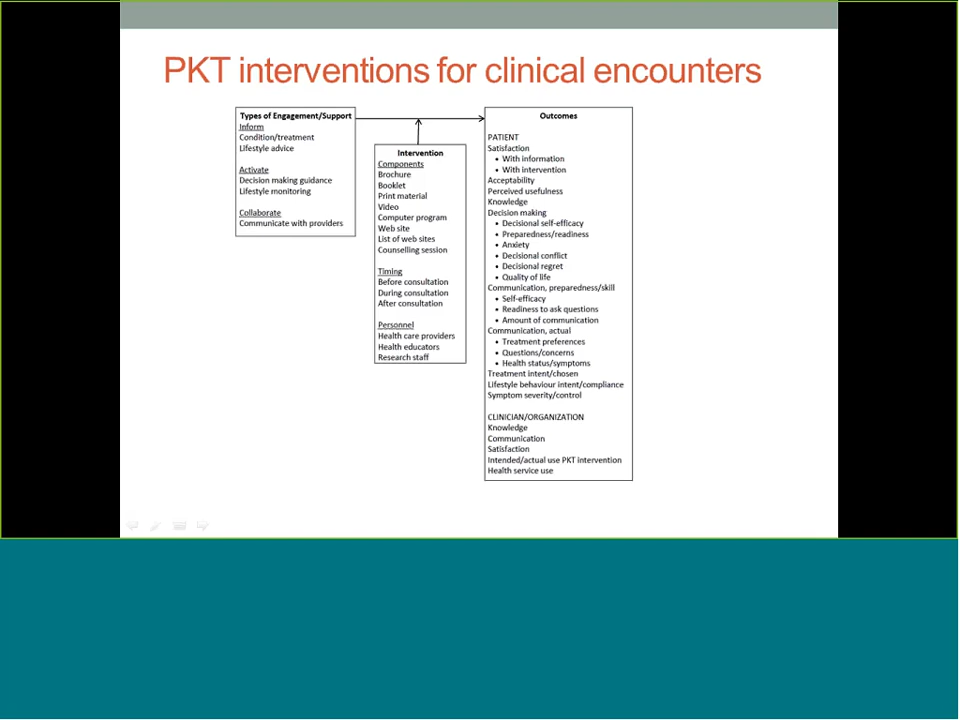 PKT interventions for clinical encounters
Types of Engagement/Support
Inform
Condition/treatment
Lifestyle advice
Activate
Decision making guidance
Lifestyle monitoring
Collaborate
Communicate with providers
Intervention
Components
Brochure
Booklet
Print material
Video
Computer program
Web site
List of web sites
Counselling session
Timing
Before consultation
During consultation
After consultation
Personnel
Health care providers
Health educators
Research staff
Outcomes
PATIENT
Satisfaction
• With information
• With intervention
Acceptability
Perceived usefulness
Knowledge
Decision making
• Decisional self-efficacy
• Preparedness/readiness
• Anxiety
• Decisional conflict
• Decisional regret
• Quality of life
Communication, preparedness/skill
• Self-efficacy
• Readiness to ask questions
• Amount of communication
Communication, actual
• Treatment preferences
• Questions/concerns
• Health status/symptoms
Treatment intent/chosen
Lifestyle behaviour intent/compliance
Symptom severity/control
CLINICIAN/ORGANIZATION
Knowledge
Communication
Satisfaction
Intended/actual use PKT intervention
Health service use